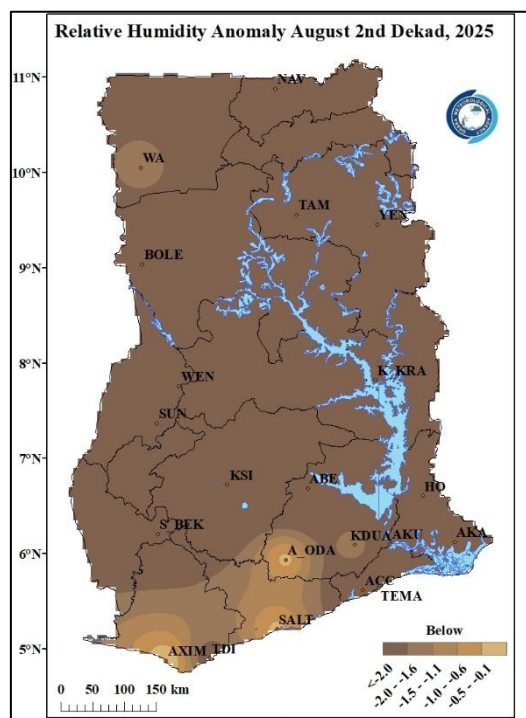 Relative Humidity Anomaly August 2nd Dekad, 2025
11°N
NAV
10°N
WA
TAM
YEN
9°N
BOLE
8°N
K_KRA
WEN
SUN
7°N
KSI
ABE
HO
S_BEK
6°N
A_ODA
KDUA
AKU
AKA
ACC
TEMA
SALT
5°N
AXIM
TDI
Below
<-2.0
-2.0 - -1.6
-1.5 - -1.1
-1.0 - -0.6
-0.5 - -0.1
0 50 100 150 km